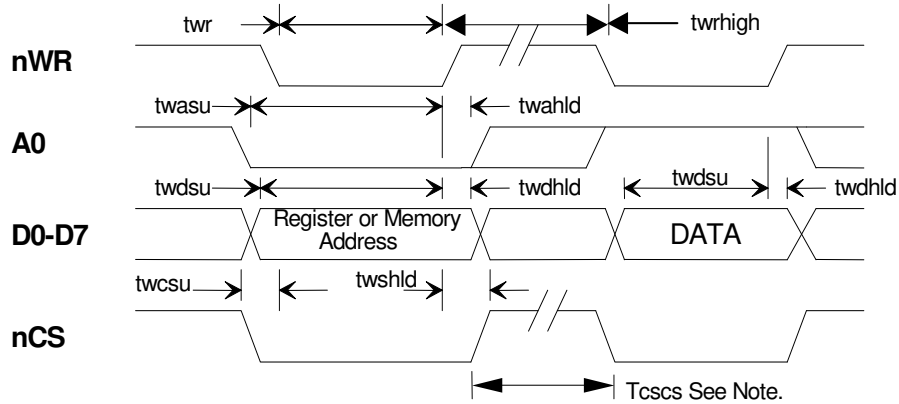 twr twrhigh
nWR
twasu twahld
A0
twdsu twdhld twdsu twdhld
D0-D7 Register or Memory Address DATA
twcsu twshld
nCS
Tcscs See Note.